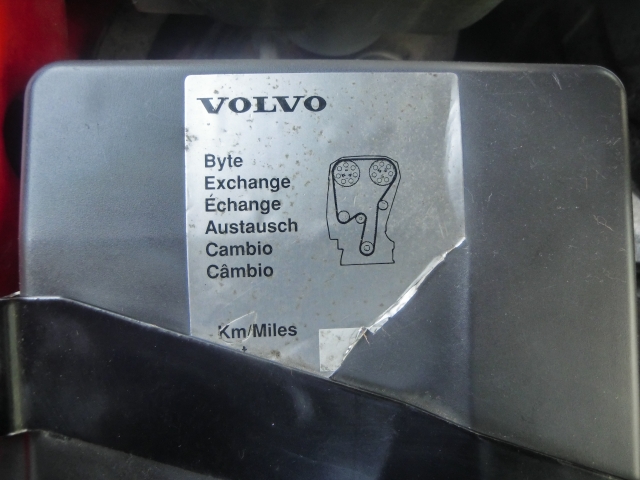 VOLVO
Byte
Exchange
Échange
Austausch
Cambio
Câmbio
Km/Miles